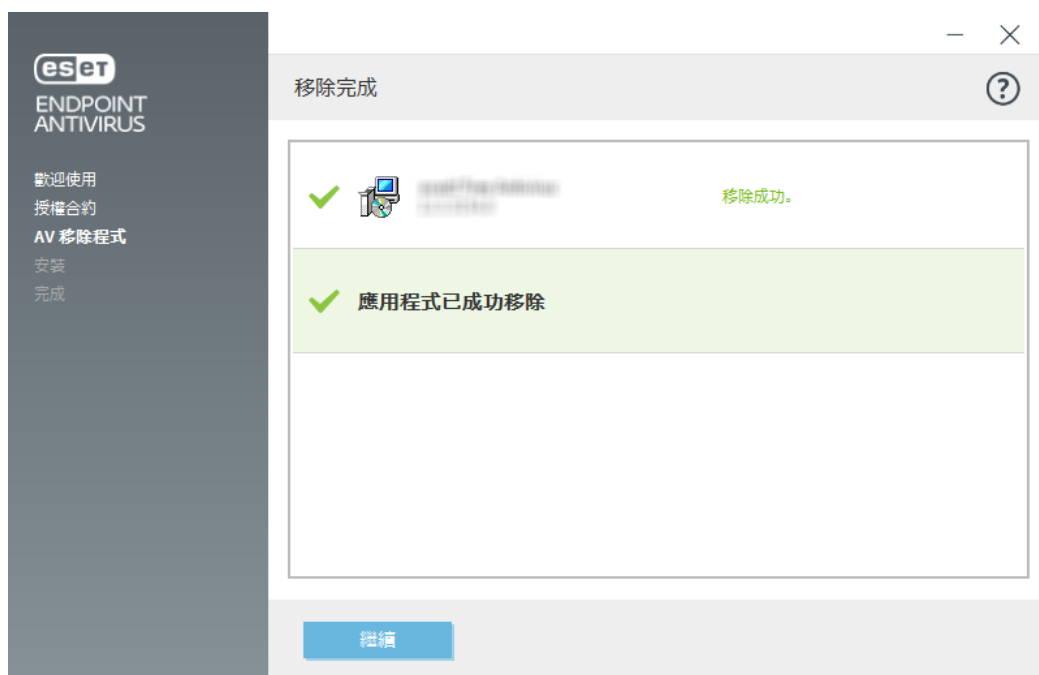 eset
ENDPOINT
ANTIVIRUS
歡迎使用
授權合約
AV 移除程式
安裝
完成
移除完成
?
移除成功。
應用程式已成功移除
繼續